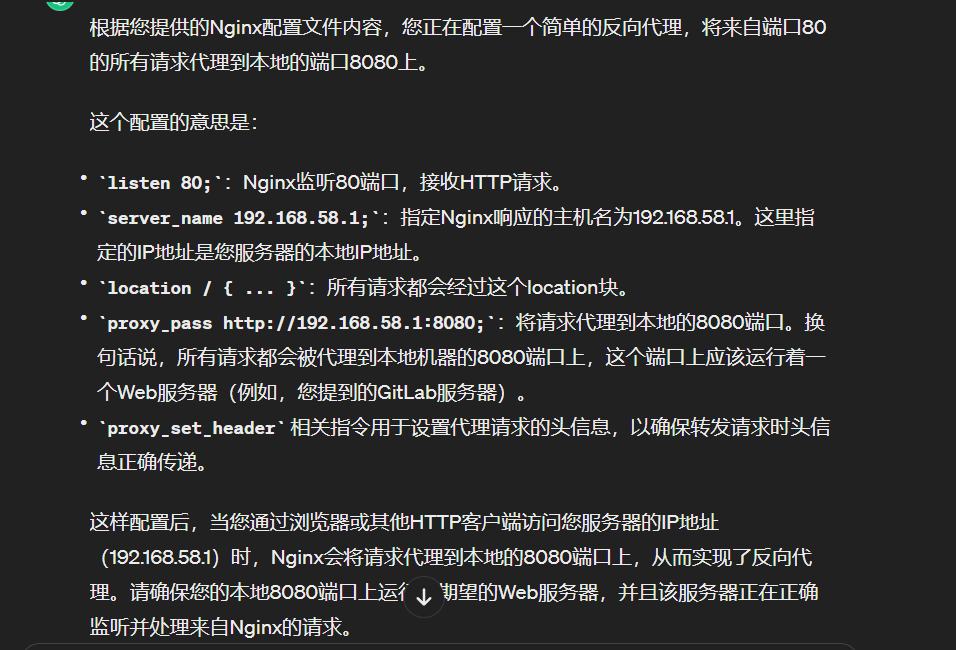 根据您提供的Nginx配置文件内容，您正在配置一个简单的反向代理，将来自端口80
的所有请求代理到本地的端口8080上。
这个配置的意思是：
• `listen 80;`：Nginx监听80端口，接收HTTP请求。
• `server_name 192.168.58.1;`：指定Nginx响应的主机名为192.168.58.1。这里指
定的IP地址是您服务器的本地IP地址。
• `location / { ... }`：所有请求都会经过这个location块。
• `proxy_pass http://192.168.58.1:8080;`：将请求代理到本地的8080端口。换
句话说，所有请求都会被代理到本地机器的8080端口上，这个端口上应该运行着一
个Web服务器（例如，您提到的GitLab服务器）。
• `proxy_set_header`相关指令用于设置代理请求的头信息，以确保转发请求时头信
息正确传递。
这样配置后，当您通过浏览器或其他HTTP客户端访问您服务器的IP地址
（192.168.58.1）时，Nginx会将请求代理到本地的8080端口上，从而实现了反向代
理。请确保您的本地8080端口上运行 期望的Web服务器，并且该服务器正在正确
监听并处理来自Nginx的请求。